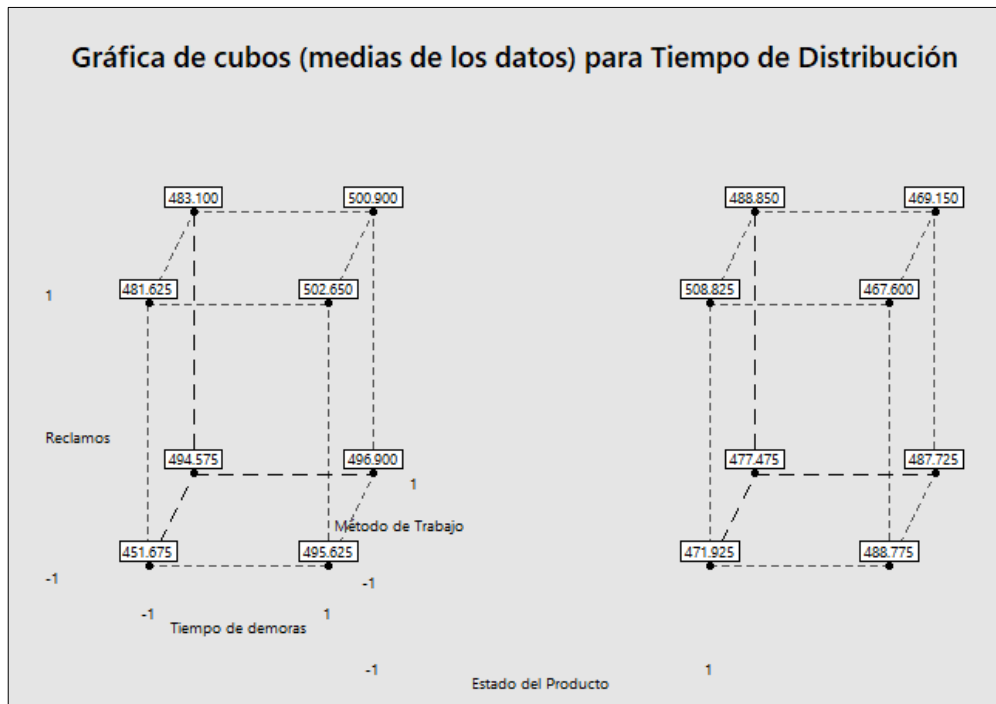 Gráfica de cubos (medias de los datos) para Tiempo de Distribución
483.100 500.900 488.850 469.150
481.625 502.650 508.825 467.600
1
Reclamos
494.575 496.900 477.475 487.725
1
Método de Trabajo
451.675 495.625 471.925 488.775
-1 -1
-1 1
Tiempo de demoras
-1 1
Estado del Producto